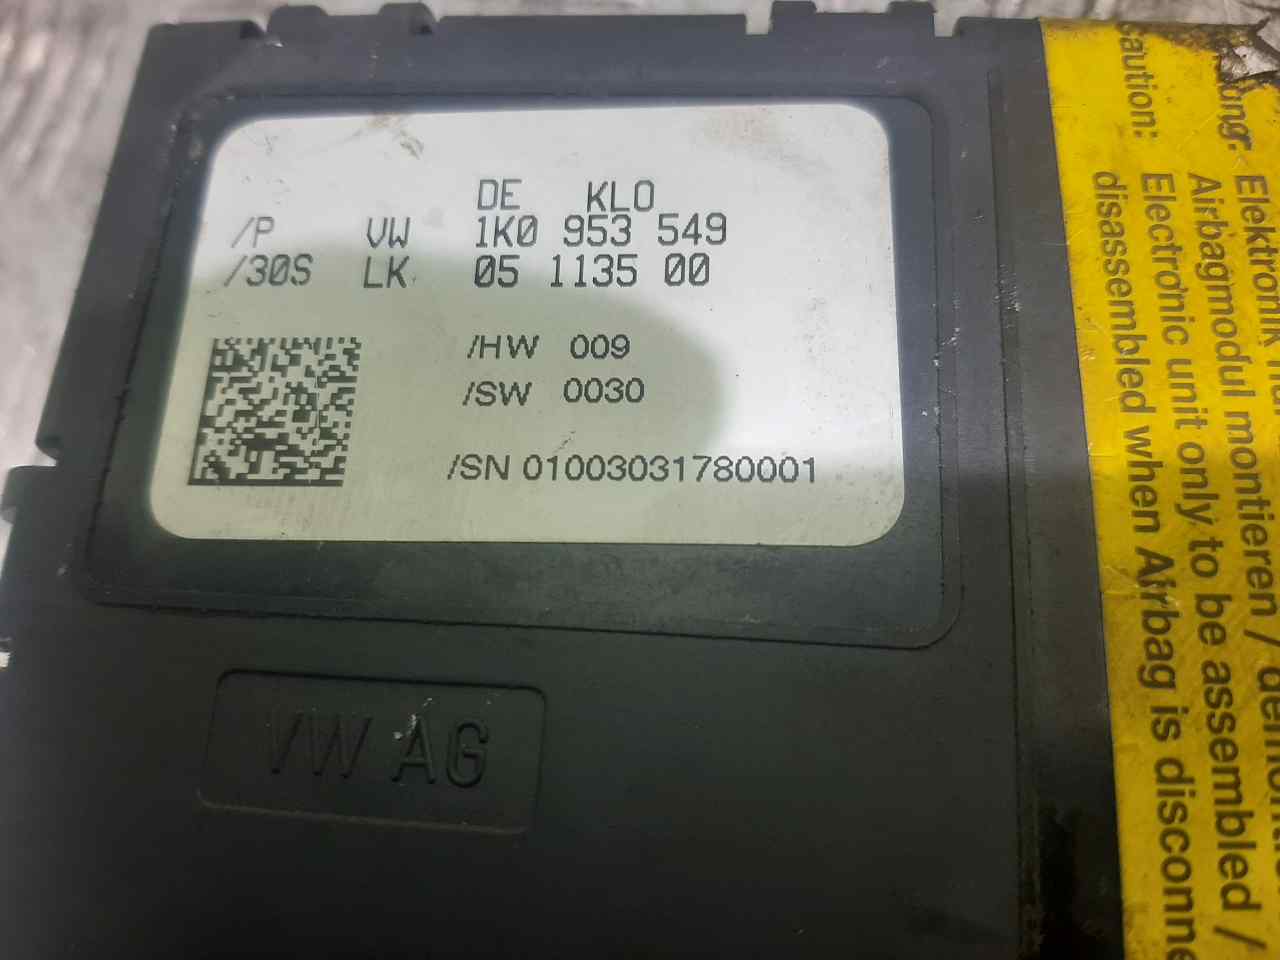 DE KLO
/P VW 1K0 953 549
/30S LK 05 1135 00
/HW 009
/SW 0030
/SN 01003031780001
VW AG
Elektronik
Airbagmodul montieren /
caution: Electronic unit only to be assembled /
disassembled when Airbag is